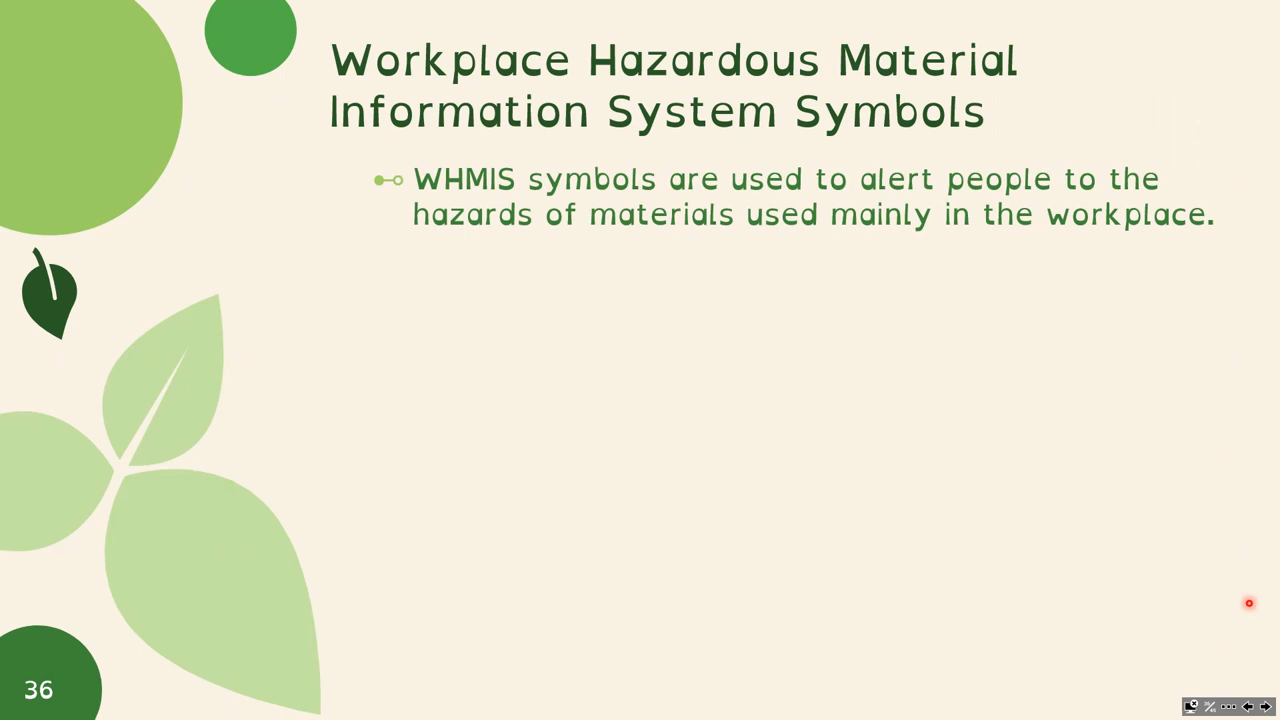 Workplace Hazardous Material
Information System Symbols
WHMIS symbols are used to alert people to the
hazards of materials used mainly in the workplace.
36